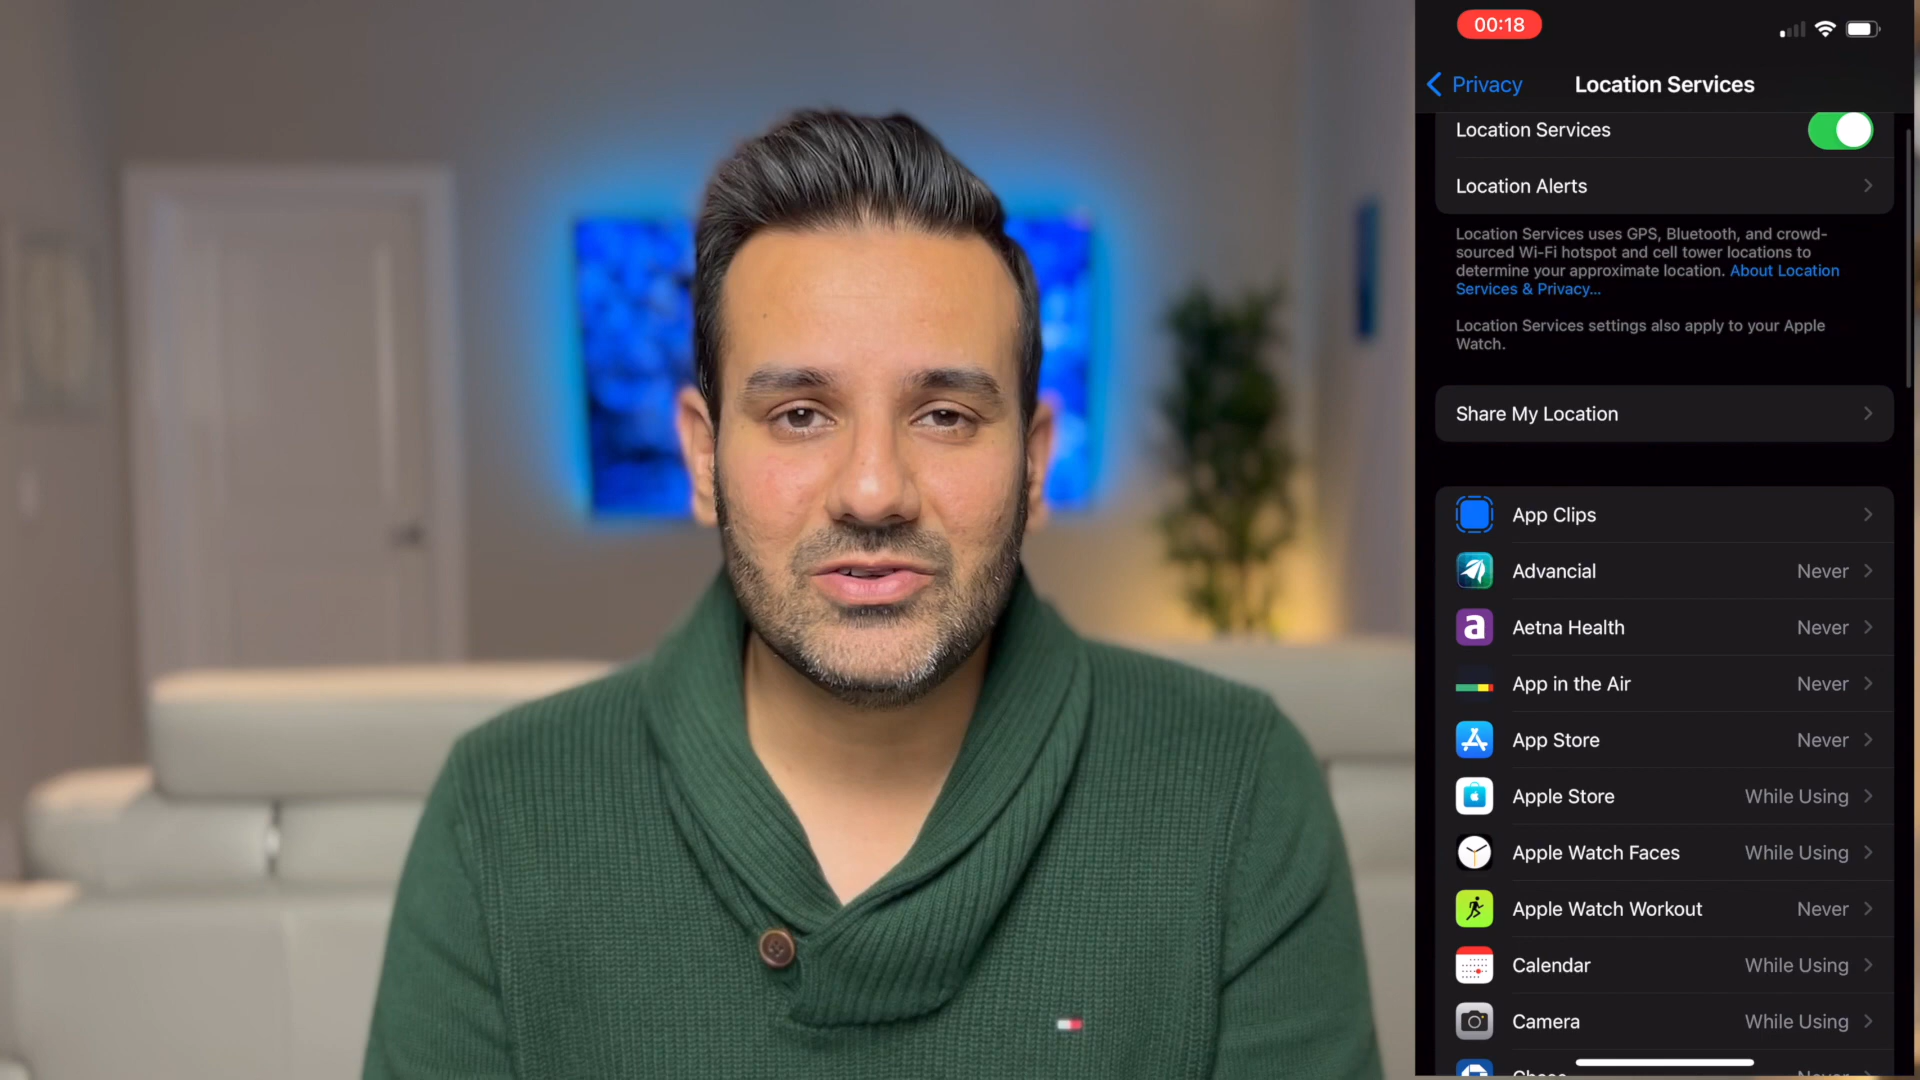 00:18
Privacy
Location Services
Location Services
Location Alerts
Location Services uses GPS, Bluetooth, and crowd-
sourced Wi-Fi hotspot and cell tower locations to
determine your approximate location. About Location
Services & Privacy...
Location Services settings also apply to your Apple
Watch.
Share My Location
App Clips
Advancial Never
a Aetna Health Never
App in the Air Never
App Store Never
Apple Store While Using
Apple Watch Faces While Using
Apple Watch Workout Never
Calendar While Using
Camera While Using
Chase Never